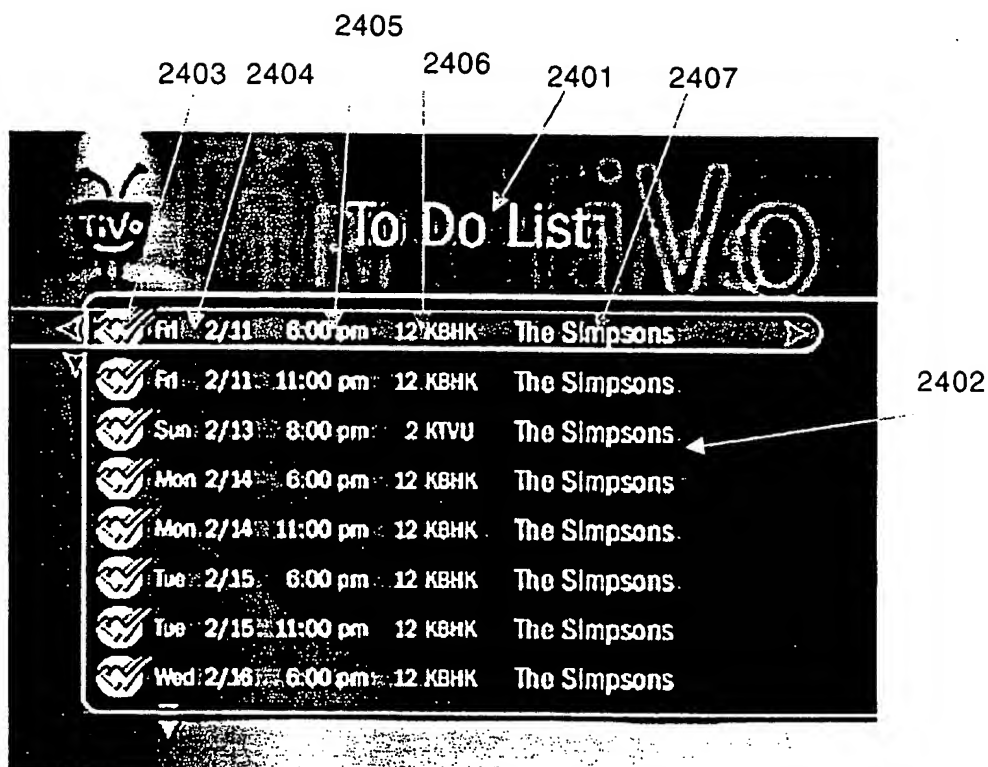 2405
2403 2404 2406 2401 2407
TiVo
To Do List
TiVo
Fri 2/11 6:00 pm 12 KBHK The Simpsons
Fri 2/11 11:00 pm 12 KBHK The Simpsons
2402
Sun 2/13 8:00 pm 2 KTVU The Simpsons
Mon 2/14 6:00 pm 12 KBHK The Simpsons
Mon 2/14 11:00 pm 12 KBHK The Simpsons
Tue 2/15 6:00 pm 12 KBHK The Simpsons
Tue 2/15 11:00 pm 12 KBHK The Simpsons
Wed 2/16 6:00 pm 12 KBHK The Simpsons